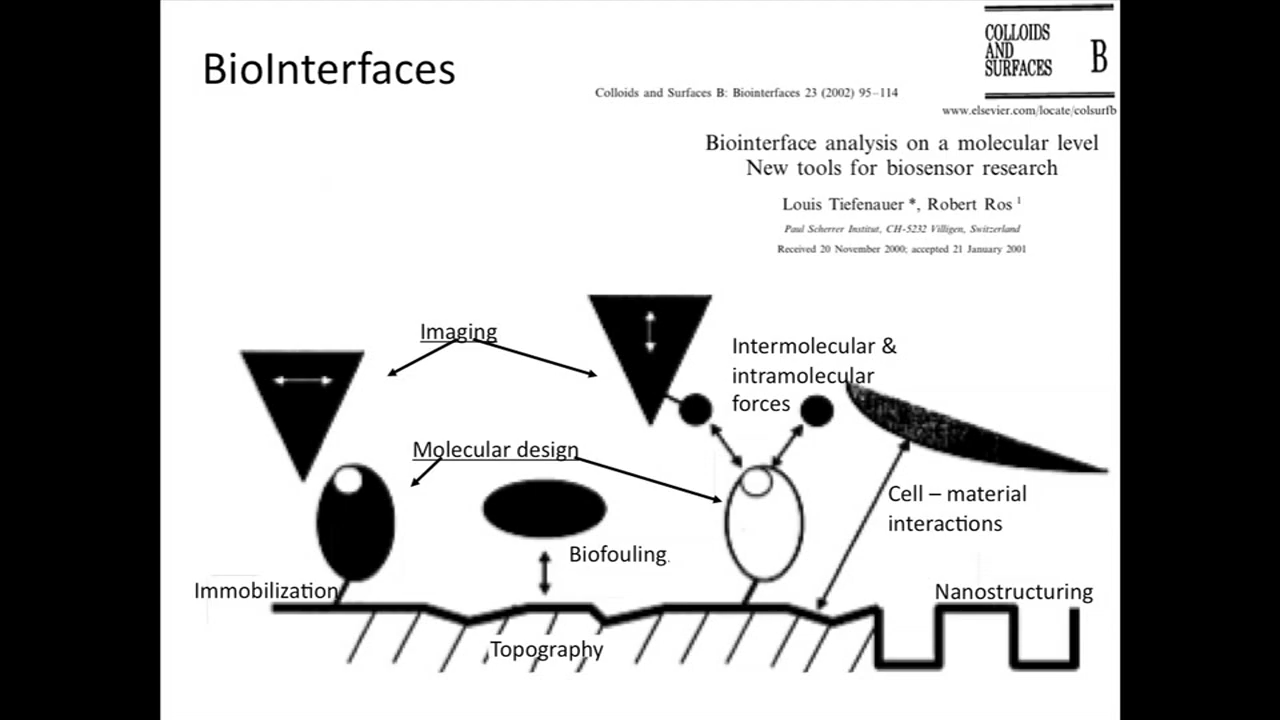 BioInterfaces
COLLOIDS
AND
SURFACES
B
Colloids and Surfaces B: Biointerfaces 23 (2002) 95–114
www.elsevier.com/locate/colsurfb
Biointerface analysis on a molecular level
New tools for biosensor research
Louis Tiefenauer *, Robert Ros 1
Paul Scherrer Institut, CH-5232 Villigen, Switzerland
Received 20 November 2000; accepted 21 January 2001
Imaging
Intermolecular &
intramolecular
forces
Molecular design
Cell – material
interactions
Biofouling
Immobilization
Nanostructuring
Topography